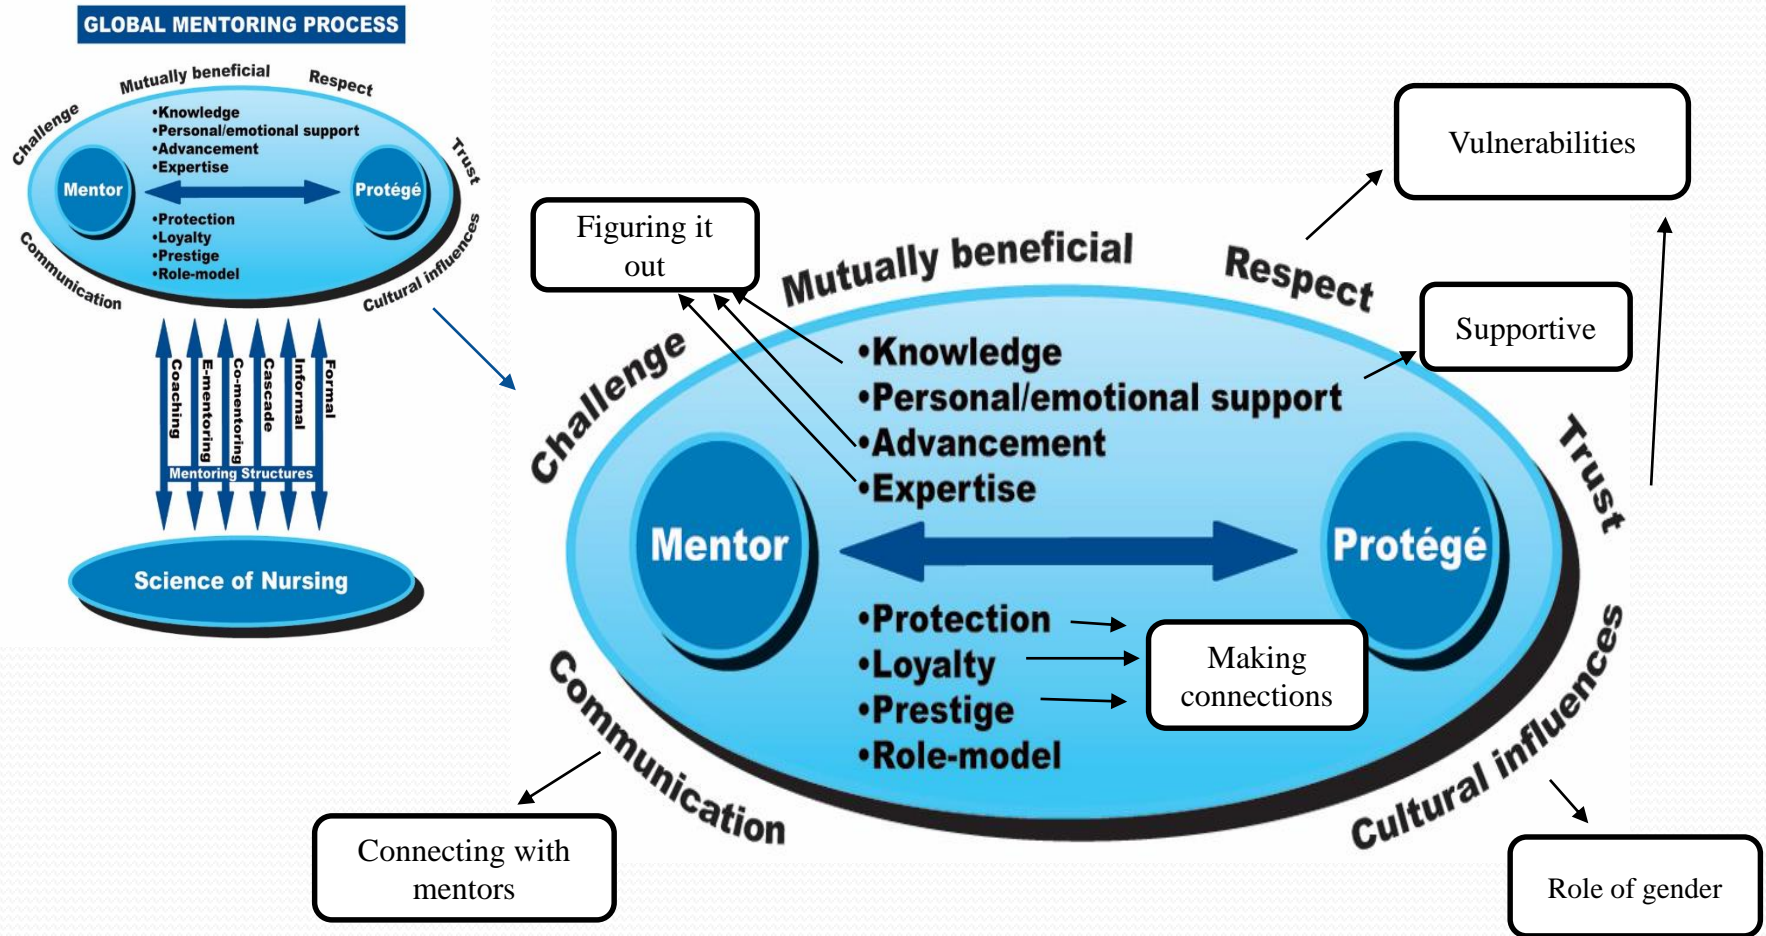 GLOBAL MENTORING PROCESS
Mutually beneficial
Respect
Challenge
Trust
•Knowledge
•Personal/emotional support
•Advancement
•Expertise
Mentor
Protégé
•Protection
•Loyalty
•Prestige
•Role-model
Communication
Cultural influences
Coaching
E-mentoring
Co-mentoring
Cascade
Informal
Formal
Mentoring Structures
Science of Nursing
Vulnerabilities
Figuring it
out
Mutually beneficial
Respect
Supportive
Challenge
Trust
•Knowledge
•Personal/emotional support
•Advancement
•Expertise
Mentor
Protégé
•Protection
•Loyalty
•Prestige
•Role-model
Making
connections
Communication
Cultural influences
Connecting with
mentors
Role of gender